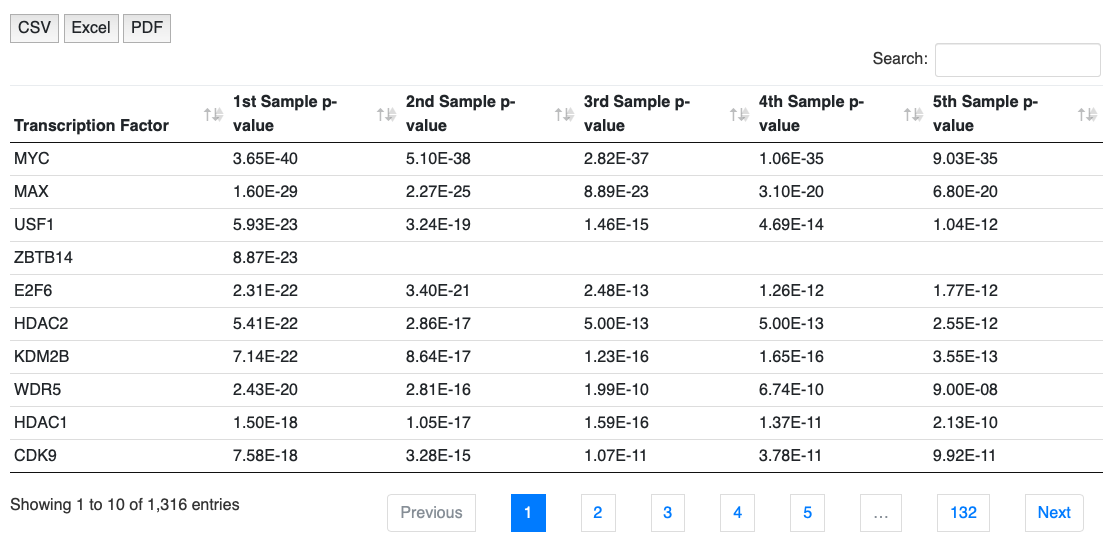 CSV Excel PDF
Search:
Transcription Factor 1st Sample p-value 2nd Sample p-value 3rd Sample p-value 4th Sample p-value 5th Sample p-value
MYC 3.65E-40 5.10E-38 2.82E-37 1.06E-35 9.03E-35
MAX 1.60E-29 2.27E-25 8.89E-23 3.10E-20 6.80E-20
USF1 5.93E-23 3.24E-19 1.46E-15 4.69E-14 1.04E-12
ZBTB14 8.87E-23
E2F6 2.31E-22 3.40E-21 2.48E-13 1.26E-12 1.77E-12
HDAC2 5.41E-22 2.86E-17 5.00E-13 5.00E-13 2.55E-12
KDM2B 7.14E-22 8.64E-17 1.23E-16 1.65E-16 3.55E-13
WDR5 2.43E-20 2.81E-16 1.99E-10 6.74E-10 9.00E-08
HDAC1 1.50E-18 1.05E-17 1.59E-16 1.37E-11 2.13E-10
CDK9 7.58E-18 3.28E-15 1.07E-11 3.78E-11 9.92E-11
Showing 1 to 10 of 1,316 entries Previous 1 2 3 4 5 … 132 Next